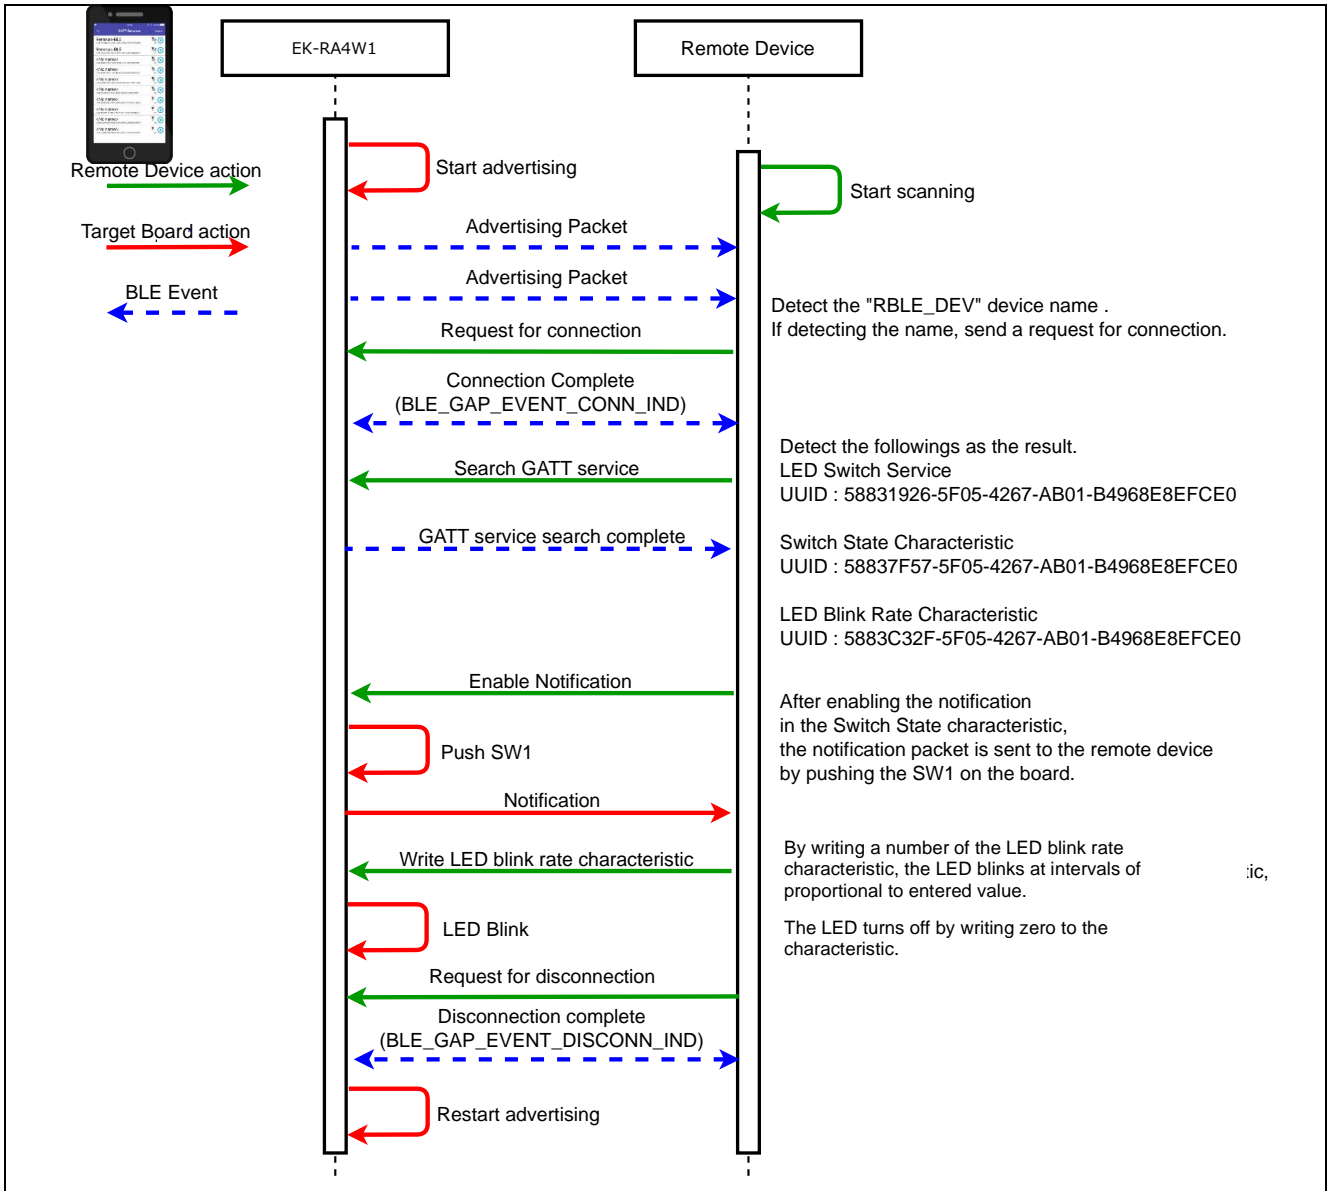 EK-RA4W1
Remote Device
Remote Device action
Target Board action
BLE Event
Start advertising
Start scanning
Advertising Packet
Advertising Packet
Detect the "RBLE_DEV" device name .
If detecting the name, send a request for connection.
Request for connection
Connection Complete
(BLE_GAP_EVENT_CONN_IND)
Detect the followings as the result.
LED Switch Service
UUID : 58831926-5F05-4267-AB01-B4968E8EFCE0
Search GATT service
GATT service search complete
Switch State Characteristic
UUID : 58837F57-5F05-4267-AB01-B4968E8EFCE0
LED Blink Rate Characteristic
UUID : 5883C32F-5F05-4267-AB01-B4968E8EFCE0
Enable Notification
After enabling the notification
in the Switch State characteristic,
the notification packet is sent to the remote device
by pushing the SW1 on the board.
Push SW1
Notification
Write LED blink rate characteristic
By writing a number of the LED blink rate
characteristic, the LED blinks at intervals of
proportional to entered value.
tic,
The LED turns off by writing zero to the
characteristic.
LED Blink
Request for disconnection
Disconnection complete
(BLE_GAP_EVENT_DISCONN_IND)
Restart advertising